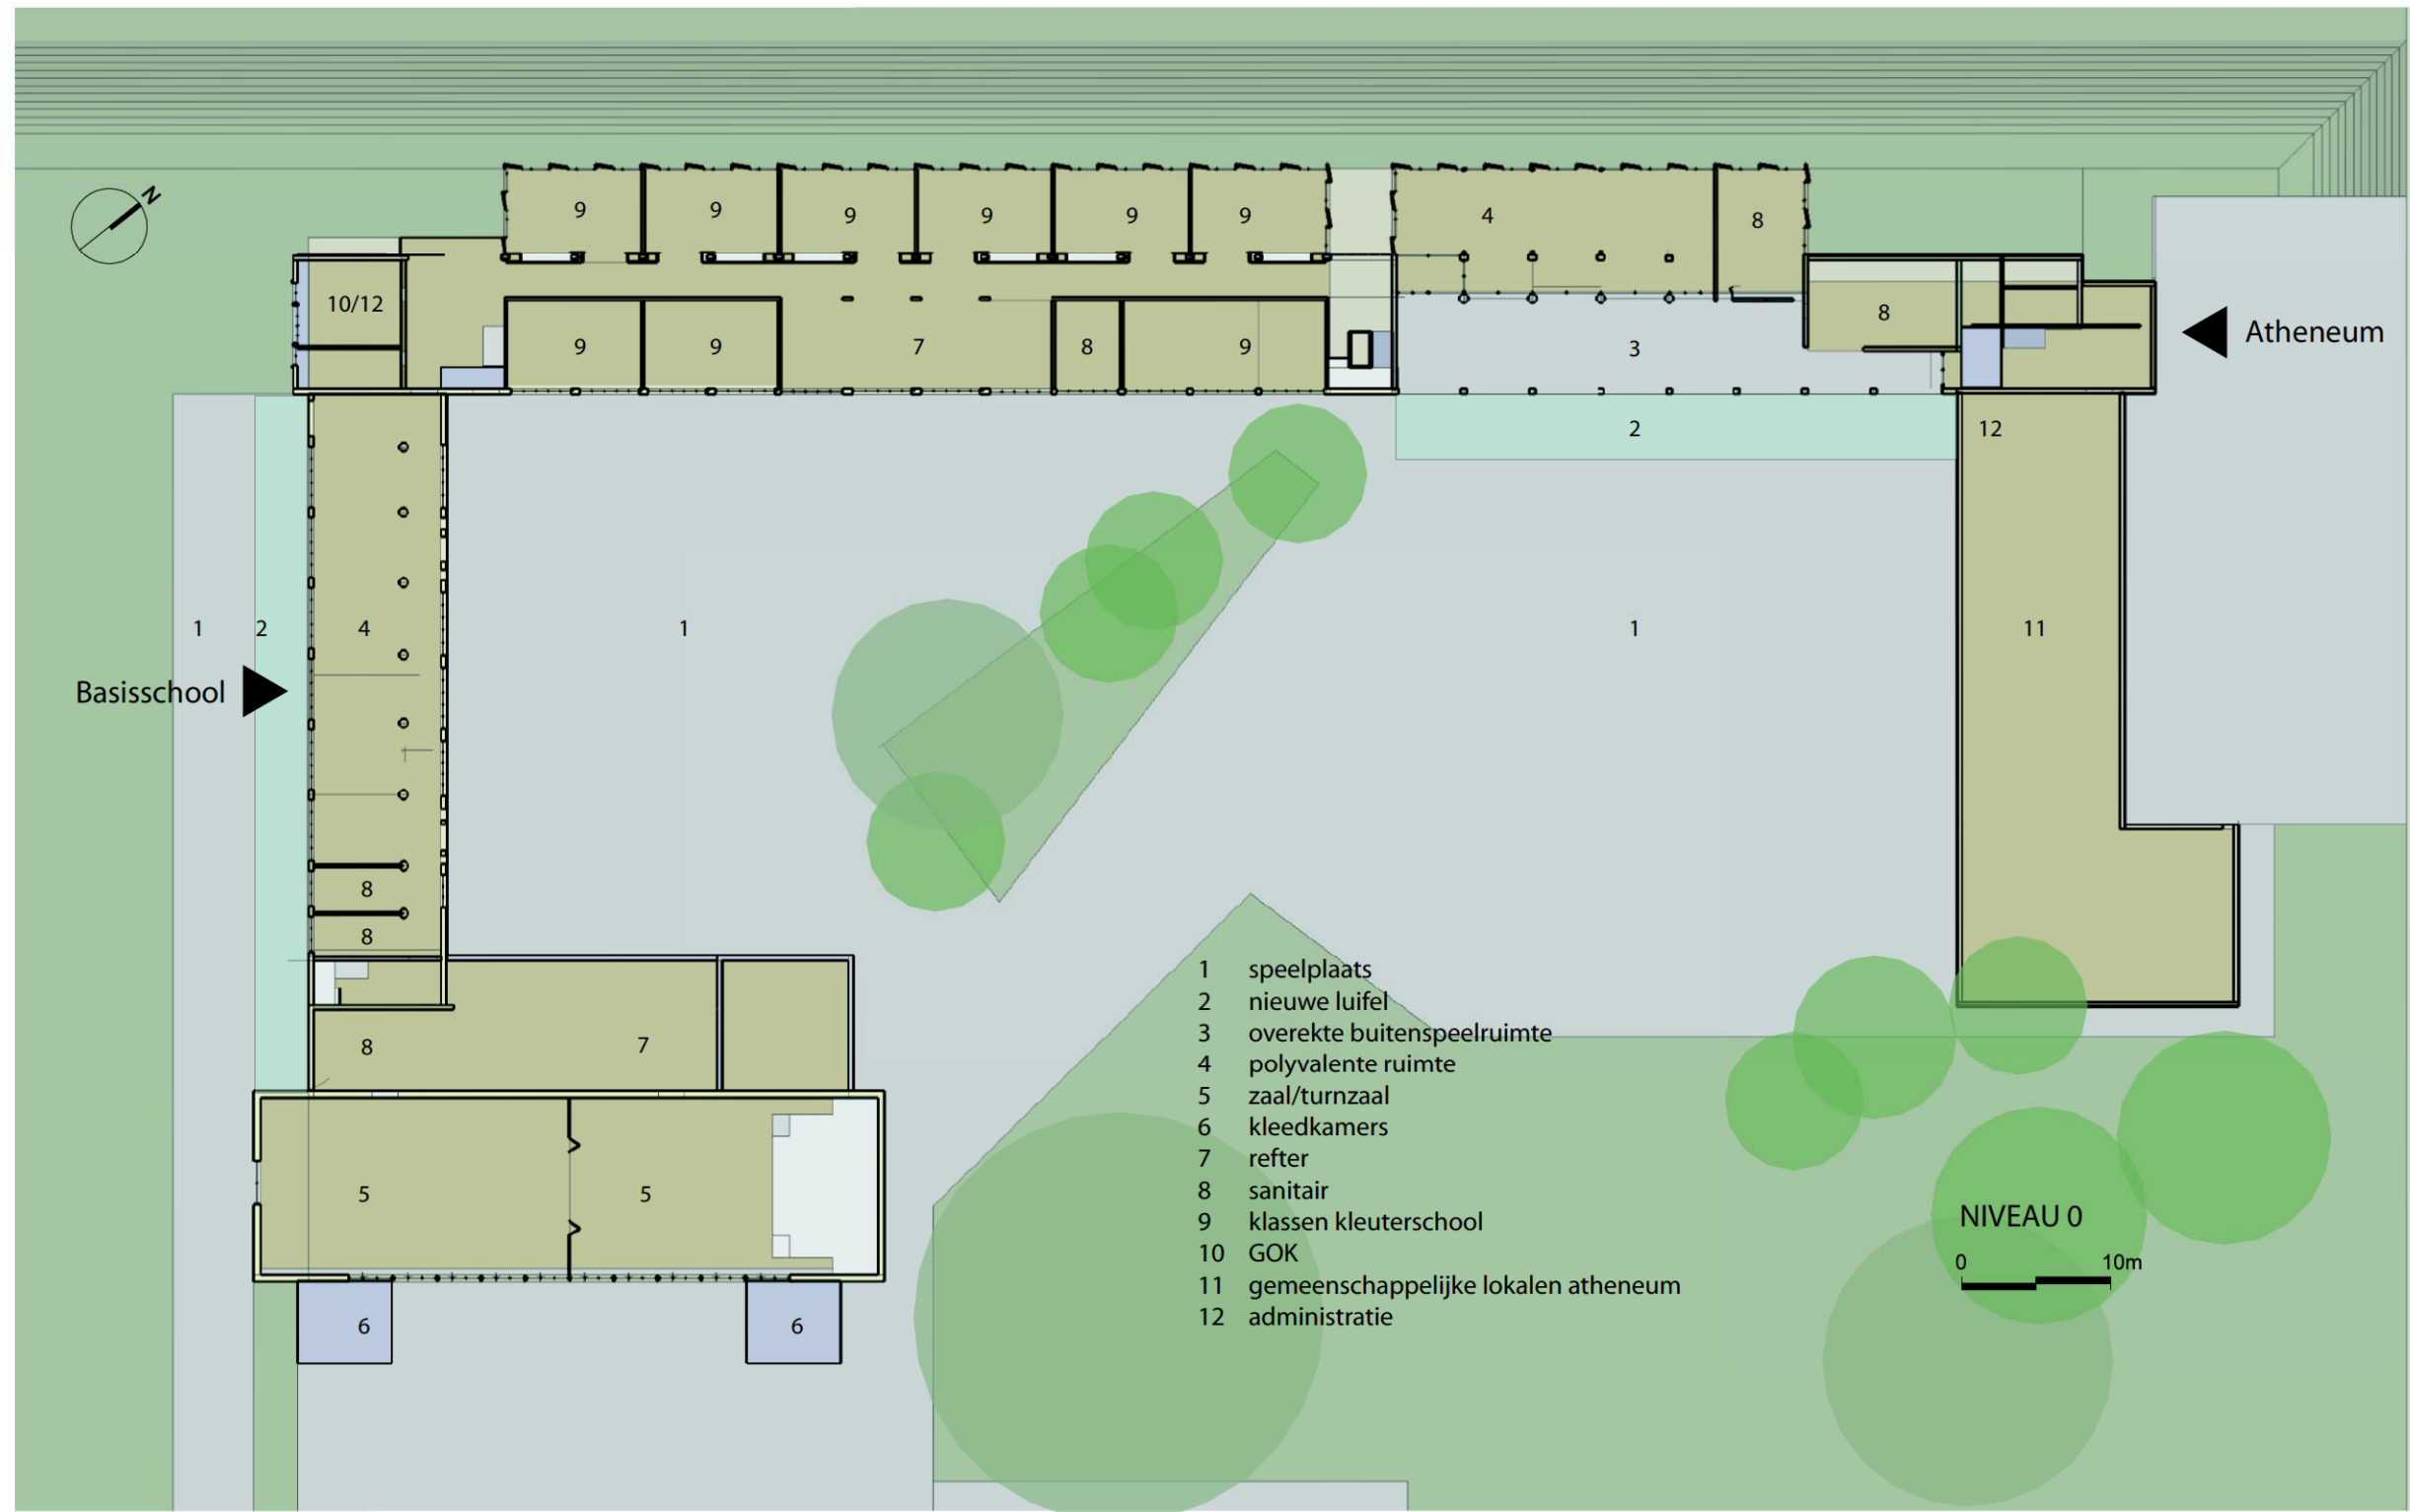 N
9 9 9 9 9 9 4 8
10/12 8
Atheneum
9 9 7 8 9 3
2 12
1 2 4 1 1 11
Basisschool
8
8
8 7
5 5
6 6
1 speelplaats
2 nieuwe luifel
3 overekte buitenspeelruimte
4 polyvalente ruimte
5 zaal/turnzaal
6 kleedkamers
7 refter
8 sanitair
9 klassen kleuterschool
10 GOK
11 gemeenschappelijke lokalen atheneum
12 administratie
NIVEAU 0
0 10m